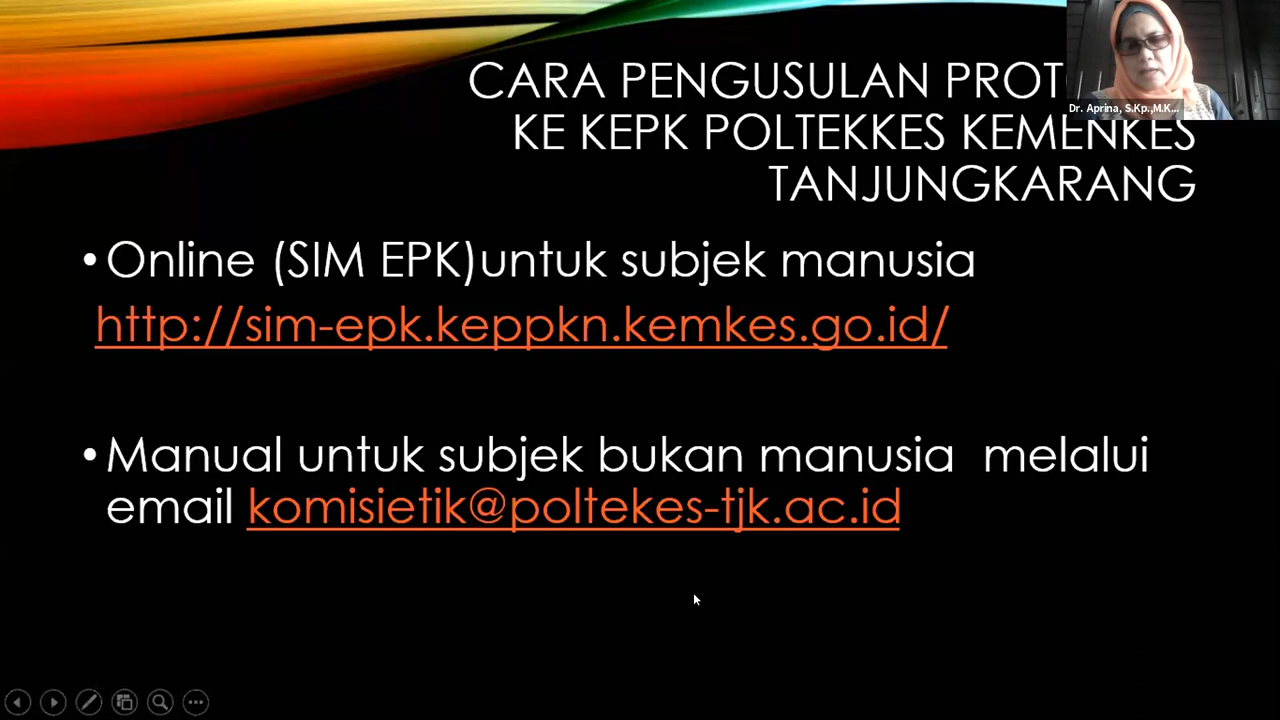 CARA PENGUSULAN
KE KEPK POLTEKKES KEMENKES
TANJUNGKARANG
• Online (SIM EPK)untuk subjek manusia
http://sim-epk.keppkn.kemkes.go.id/
• Manual untuk subjek bukan manusia melalui
email komisietik@poltekes-tjk.ac.id
Dr. Aprina, S.Kp.,M.K...